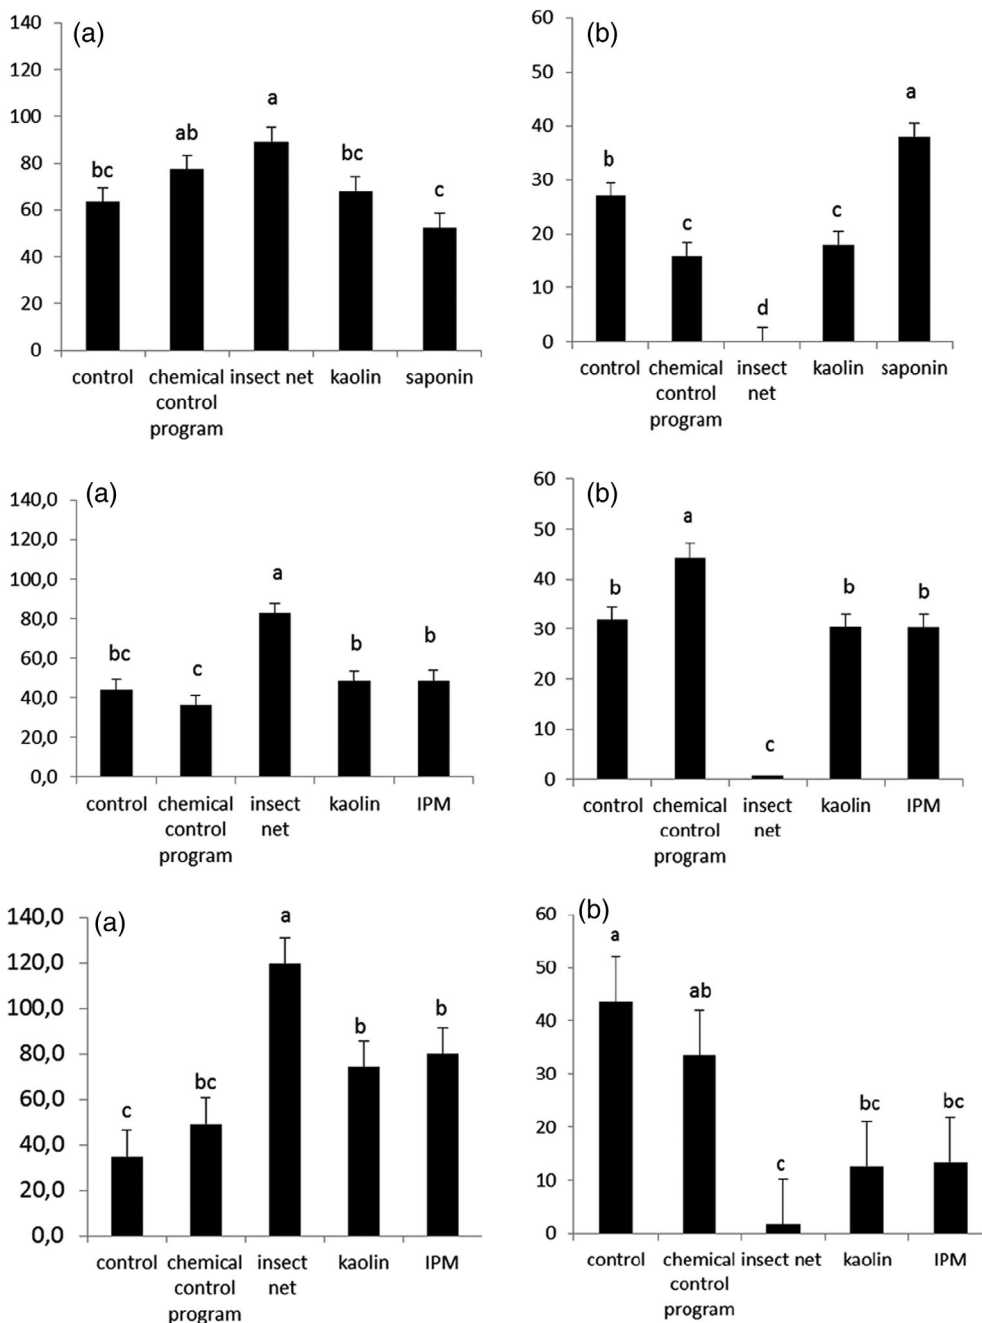 (a)
140
120
100
80
60
40
20
0
bc
ab
a
bc
c
control
chemical control program
insect net
kaolin
saponin
(b)
60
50
40
30
20
10
0
b
c
d
c
a
control
chemical control program
insect net
kaolin
saponin
(a)
140,0
120,0
100,0
80,0
60,0
40,0
20,0
0,0
bc
c
a
b
b
control
chemical control program
insect net
kaolin
IPM
(b)
60
50
40
30
20
10
0
b
a
c
b
b
control
chemical control program
insect net
kaolin
IPM
(a)
140,0
120,0
100,0
80,0
60,0
40,0
20,0
0,0
c
bc
a
b
b
control
chemical control program
insect net
kaolin
IPM
(b)
60
50
40
30
20
10
0
a
ab
c
bc
bc
control
chemical control program
insect net
kaolin
IPM